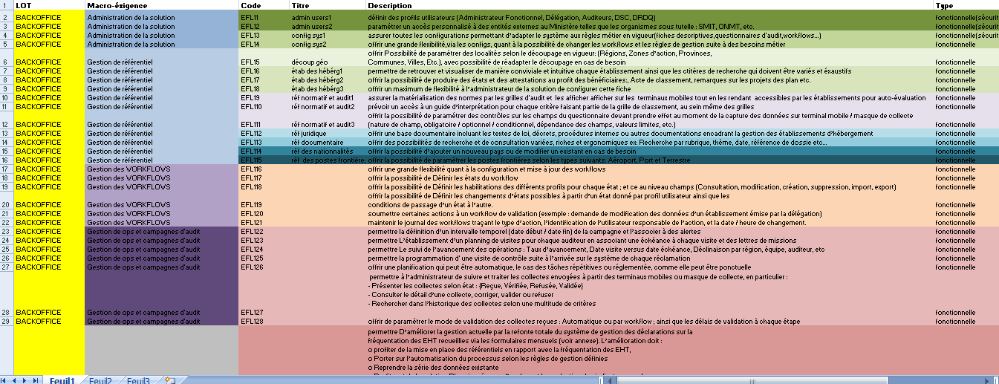 1 LOT Macro-éxigence Code Titre Description Type
2 BACKOFFICE Administration de la solution EFL11 admin users1 définir des profils utilisateurs (Administrateur Fonctionnel, Délégation, Auditeurs, DSC, DRDQ) fonctionnelle(sécurit
3 BACKOFFICE Administration de la solution EFL12 admin users2 paramétrer un accès personnalisé à des entités externes au Ministère telles que les organismes sous tutelle : SMIT, ONMT, etc. fonctionnelle(sécurit
4 BACKOFFICE Administration de la solution EFL13 config sys1 assurer toutes les configurations permettant d'adapter le système aux règles métier en vigueur(fiches descriptives,questionnaires d'audit,workflows...) fonctionnelle(sécurit
5 BACKOFFICE Administration de la solution EFL14 config sys2 offrir une grande flexibilité,via les configs, quant à la possibilité de changer les workflows et les règles de gestion suite à des besoins métier fonctionnelle
offrir Possibilité de paramétrer des localités selon le découpage en vigueur: (Régions, Zones d'action, Provinces,
6 BACKOFFICE Gestion de référentiel EFL15 découp géo Communes, Villes, Etc.), avec possibilité de réadapter le découpage en cas de besoin fonctionnelle
7 BACKOFFICE Gestion de référentiel EFL16 étab des héberg1 permettre de retrouver et visualiser de manière conviviale et intuitive chaque établissement ainsi que les ctitères de recherche qui doivent être variés et éxaustifs fonctionnelle
8 BACKOFFICE Gestion de référentiel EFL17 étab des héberg2 offrir la possibilité de produire des états et des attestations au profit des bénéficiaires:, Acte de classement, remarques sur les projets des plan etc. fonctionnelle
9 BACKOFFICE Gestion de référentiel EFL18 étab des héberg3 offrir un maximum de flexibilité à l'administrateur de la solution de configurer cette fiche fonctionnelle
10 BACKOFFICE Gestion de référentiel EFL19 réf normatif et audit1 assurer la matérialisation des normes par les grilles d'audit et les afficher afficher sur les terminaux mobiles tout en les rendant accessibles par les établissements pour auto-évaluation fonctionnelle
11 BACKOFFICE Gestion de référentiel EFL110 réf normatif et audit2 prévoir un accès à un guide d'interprétation pour chaque critère faisant partie de la grille de classement, au sein même des grilles fonctionnelle
offrir la possibilité de paramétrer des contrôles sur les champs du questionnaire devant prendre effet au moment de la capture des données sur terminal mobile / masque de collecte
12 BACKOFFICE Gestion de référentiel EFL111 réf normatif et audit3 (nature de champ, obligatoire / optionnel / conditionnel, dépendance des champs, valeurs limites, etc.) fonctionnelle
13 BACKOFFICE Gestion de référentiel EFL112 réf juridique offrir une base documentaire incluant les textes de loi, décrets, procédures internes ou autres documentations encadrant la gestion des établissements d'hébergement fonctionnelle
14 BACKOFFICE Gestion de référentiel EFL113 réf documentaire offrir des possibilités de recherche et de consultation variées, riches et ergonomiques ex: Recherche par rubrique, thème, date, référence de dossie etc... fonctionnelle
15 BACKOFFICE Gestion de référentiel EFL114 réf des nationnalités offrir la possibilité d'ajouter un nouveau pays ou de modifier un existant en cas de besoin fonctionnelle
16 BACKOFFICE Gestion de référentiel EFL115 réf des postes frontière: offrir la possibilité de paramétrer les postes frontières selon les types suivants: Aéroport, Port et Terrestre fonctionnelle
17 BACKOFFICE Gestion des WORKFLOWS EFL116 offrir une grande flexibilité quant à la configuration et mise à jour des workflows fonctionnelle
18 BACKOFFICE Gestion des WORKFLOWS EFL117 offrir la possibilité de Définir les états du workflow fonctionnelle
19 BACKOFFICE Gestion des WORKFLOWS EFL118 offrir la possibilité de Définir les habilitations des différents profils pour chaque état ; et ce au niveau champs (Consultation, modification, création, suppression, import, export) fonctionnelle
offrir la possibilité de Définir les changements d'états possibles à partir d'un état donné par profil utilisateur ainsi que les
20 BACKOFFICE Gestion des WORKFLOWS EFL119 conditions de passage d'un état à l'autre. fonctionnelle
21 BACKOFFICE Gestion des WORKFLOWS EFL120 soumettre certaines actions à un workflow de validation (exemple : demande de modification des données d'un établissement émise par la délégation) fonctionnelle
22 BACKOFFICE Gestion des WORKFLOWS EFL121 maintenir le journal des workflows traçant le type d'action, l'identification de l'utilisateur responsable de l'action, et la date / heure de changement. fonctionnelle
23 BACKOFFICE Gestion de ops et campagnes d'audit EFL122 permettre la définition d'un intervalle temporel (date début / date fin) de la campagne et l'associer à des alertes fonctionnelle
24 BACKOFFICE Gestion de ops et campagnes d'audit EFL123 permettre L'établissement d'un planning de visites pour chaque auditeur en associant une échéance à chaque visite et des lettres de missions fonctionnelle
25 BACKOFFICE Gestion de ops et campagnes d'audit EFL124 permettre Le suivi de l'avancement des opérations : Taux d'avancement, Date visite versus date échéance, Déclinaison par région, équipe, auditeur, etc fonctionnelle
26 BACKOFFICE Gestion de ops et campagnes d'audit EFL125 permettre la programmation d' une visite de contrôle suite à l'arrivée sur le système de chaque réclamation fonctionnelle
27 BACKOFFICE Gestion de ops et campagnes d'audit EFL126 offrir une planification qui peut être automatique, le cas des tâches répétitives ou réglementée, comme elle peut être ponctuelle fonctionnelle
permettre à l'administrateur de suivre et traiter les collectes envoyées à partir des terminaux mobiles ou masque de collecte, en particulier :
- Présenter les collectes selon état : {Reçue, Vérifiée, Refusée, Validée}
- Consulter le détail d'une collecte, corriger, valider ou refuser
- Rechercher dans l'historique des collectes selon une multitude de critères
28 BACKOFFICE Gestion de ops et campagnes d'audit EFL127 fonctionnelle
29 BACKOFFICE Gestion de ops et campagnes d'audit EFL128 offrir de paramétrer le mode de validation des collectes reçues : Automatique ou par workflow ; ainsi que les délais de validation à chaque étape fonctionnelle
permettre D'améliorer la gestion actuelle par la refonte totale du système de gestion des déclarations sur la
fréquentation des EHT recueillies via les formulaires mensuels (voir annexe). L'amélioration doit :
o profiter de la mise en place des référentiels en rapport avec la fréquentation des EHT,
o Porter sur l'automatisation du processus selon les règles de gestion définies
o Reprendre la série des données existante
Feuil1 Feuil2 Feuil3